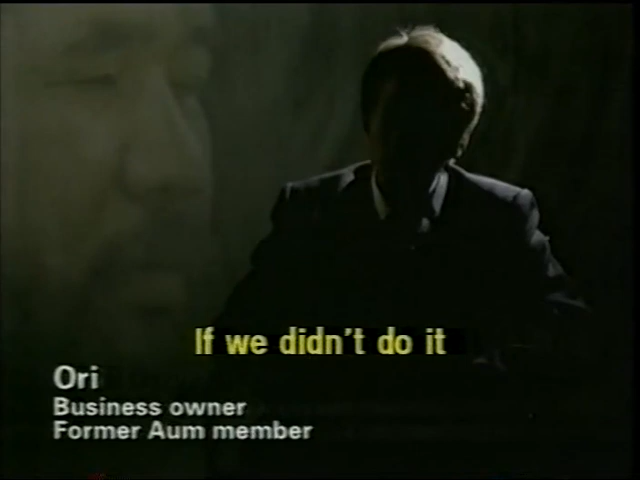 If we didn't do it
Ori
Business owner
Former Aum member